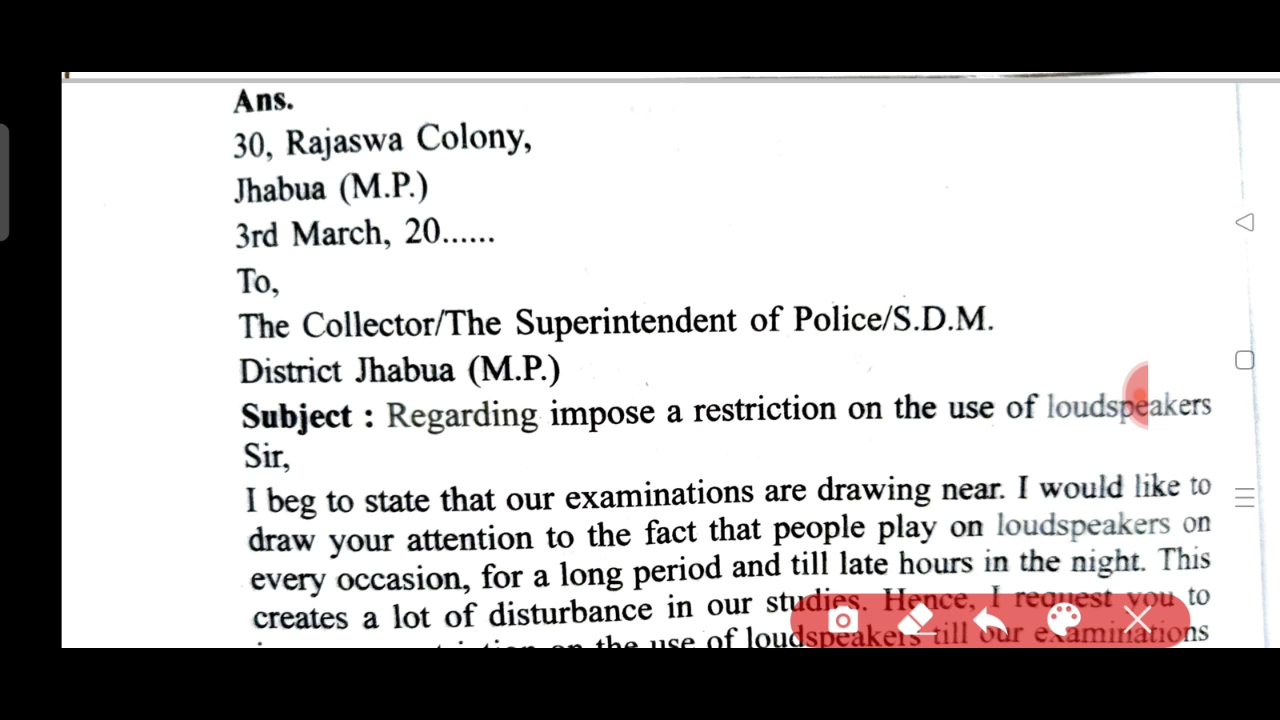 Ans.
30, Rajaswa Colony,
Jhabua (M.P.)
3rd March, 20......
To,
The Collector/The Superintendent of Police/S.D.M.
District Jhabua (M.P.)
Subject : Regarding impose a restriction on the use of loudspeakers
Sir,
I beg to state that our examinations are drawing near. I would like to
draw your attention to the fact that people play on loudspeakers on
every occasion, for a long period and till late hours in the night. This
creates a lot of disturbance in our studies. Hence, I request you to
on the use of loudspeakers till our examinations